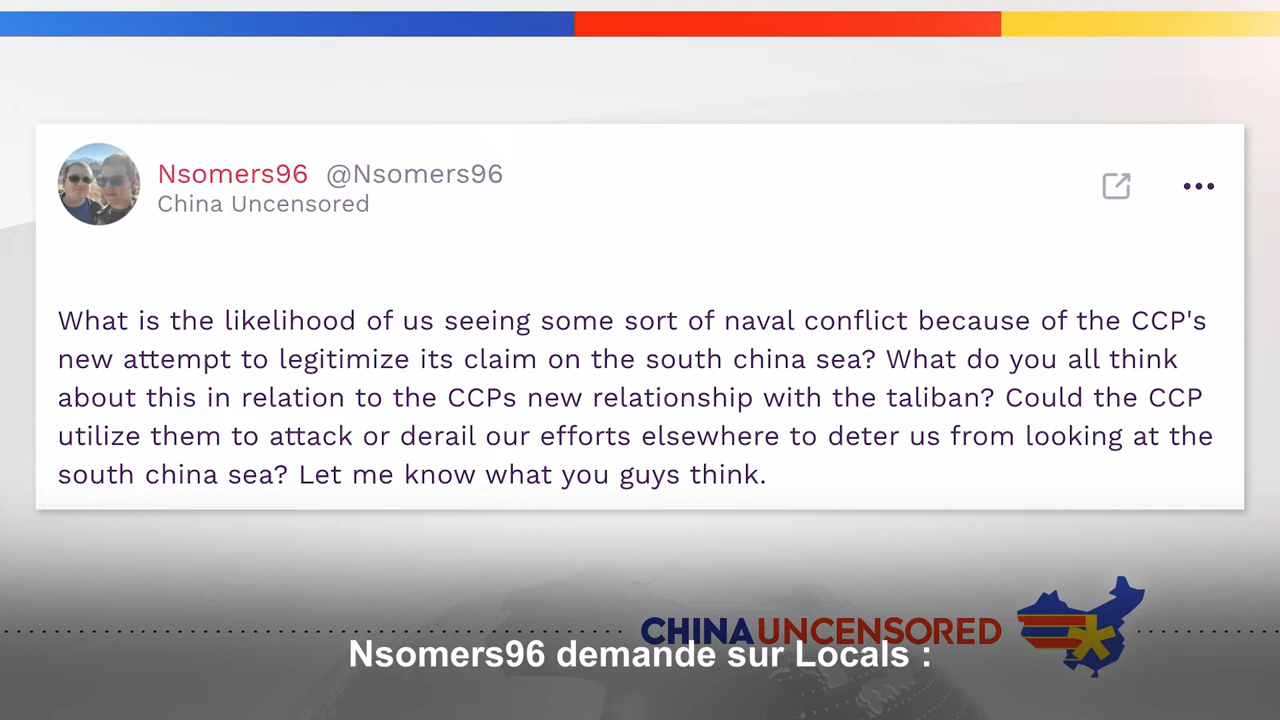 Nsomers96 @Nsomers96
China Uncensored
What is the likelihood of us seeing some sort of naval conflict because of the CCP's
new attempt to legitimize its claim on the south china sea? What do you all think
about this in relation to the CCPs new relationship with the taliban? Could the CCP
utilize them to attack or derail our efforts elsewhere to deter us from looking at the
south china sea? Let me know what you guys think.
CHINA UNCENSORED
Nsomers96 demande sur Locals :